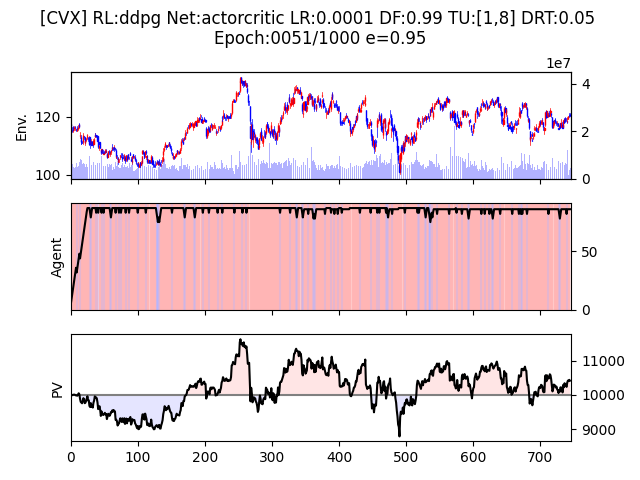 [CVX] RL:ddpg Net:actorcritic LR:0.0001 DF:0.99 TU:[1,8] DRT:0.05
Epoch:0051/1000 e=0.95
1e7
Env.
120
100
4
2
0
Agent
50
0
PV
11000
10000
9000
0 100 200 300 400 500 600 700